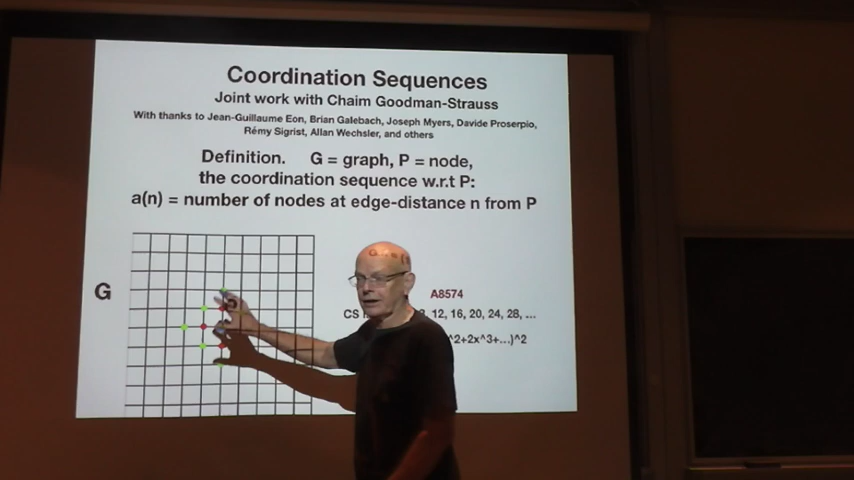 Coordination Sequences
Joint work with Chaim Goodman-Strauss
With thanks to Jean-Guillaume Eon, Brian Galebach, Joseph Myers, Davide Proserpio,
Rémy Sigrist, Allan Wechsler, and others
Definition. G = graph, P = node,
the coordination sequence w.r.t P:
a(n) = number of nodes at edge-distance n from P
G
A8574
CS 12, 16, 20, 24, 28, ...
^2+2x^3+...)^2